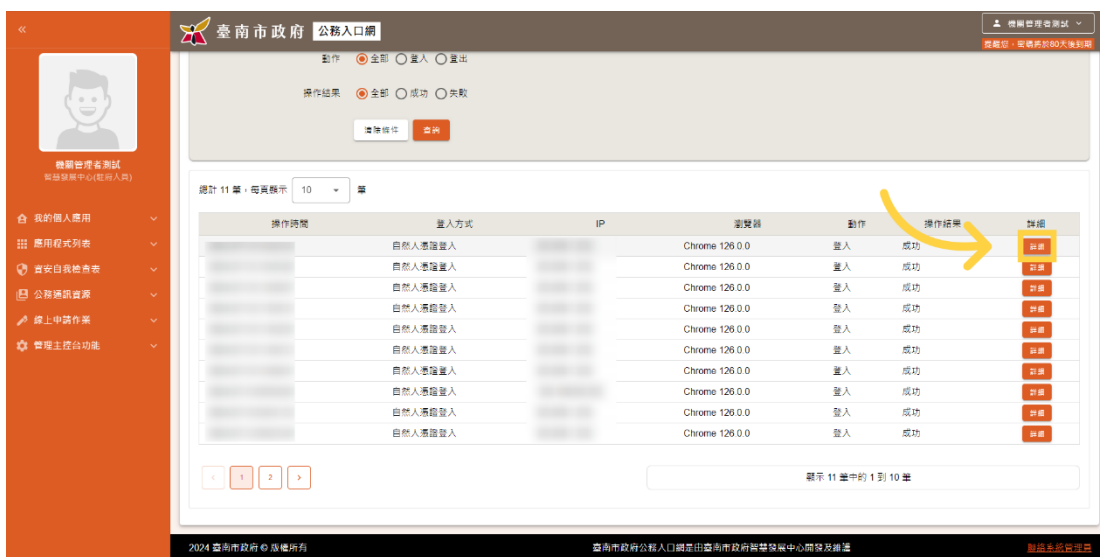 «
臺南市政府 公務入口網
機關管理者測試
提醒您，密碼將於80天後到期
機關管理者測試
智慧發展中心(駐府人員)
我的個人應用
應用程式列表
資安自我檢查表
公務通訊資源
線上申請作業
管理主控台功能
動作 全部 登入 登出
操作結果 全部 成功 失敗
清除條件 查詢
總計 11 筆，每頁顯示 10 筆
操作時間 登入方式 IP 瀏覽器 動作 操作結果 詳細
自然人憑證登入 Chrome 126.0.0 登入 成功 詳細
自然人憑證登入 Chrome 126.0.0 登入 成功 詳細
自然人憑證登入 Chrome 126.0.0 登入 成功 詳細
自然人憑證登入 Chrome 126.0.0 登入 成功 詳細
自然人憑證登入 Chrome 126.0.0 登入 成功 詳細
自然人憑證登入 Chrome 126.0.0 登入 成功 詳細
自然人憑證登入 Chrome 126.0.0 登入 成功 詳細
自然人憑證登入 Chrome 126.0.0 登入 成功 詳細
自然人憑證登入 Chrome 126.0.0 登入 成功 詳細
自然人憑證登入 Chrome 126.0.0 登入 成功 詳細
‹ 1 2 ›
顯示 11 筆中的 1 到 10 筆
2024 臺南市政府 © 版權所有 臺南市政府公務入口網是由臺南市政府智慧發展中心開發及維護 聯絡系統管理員